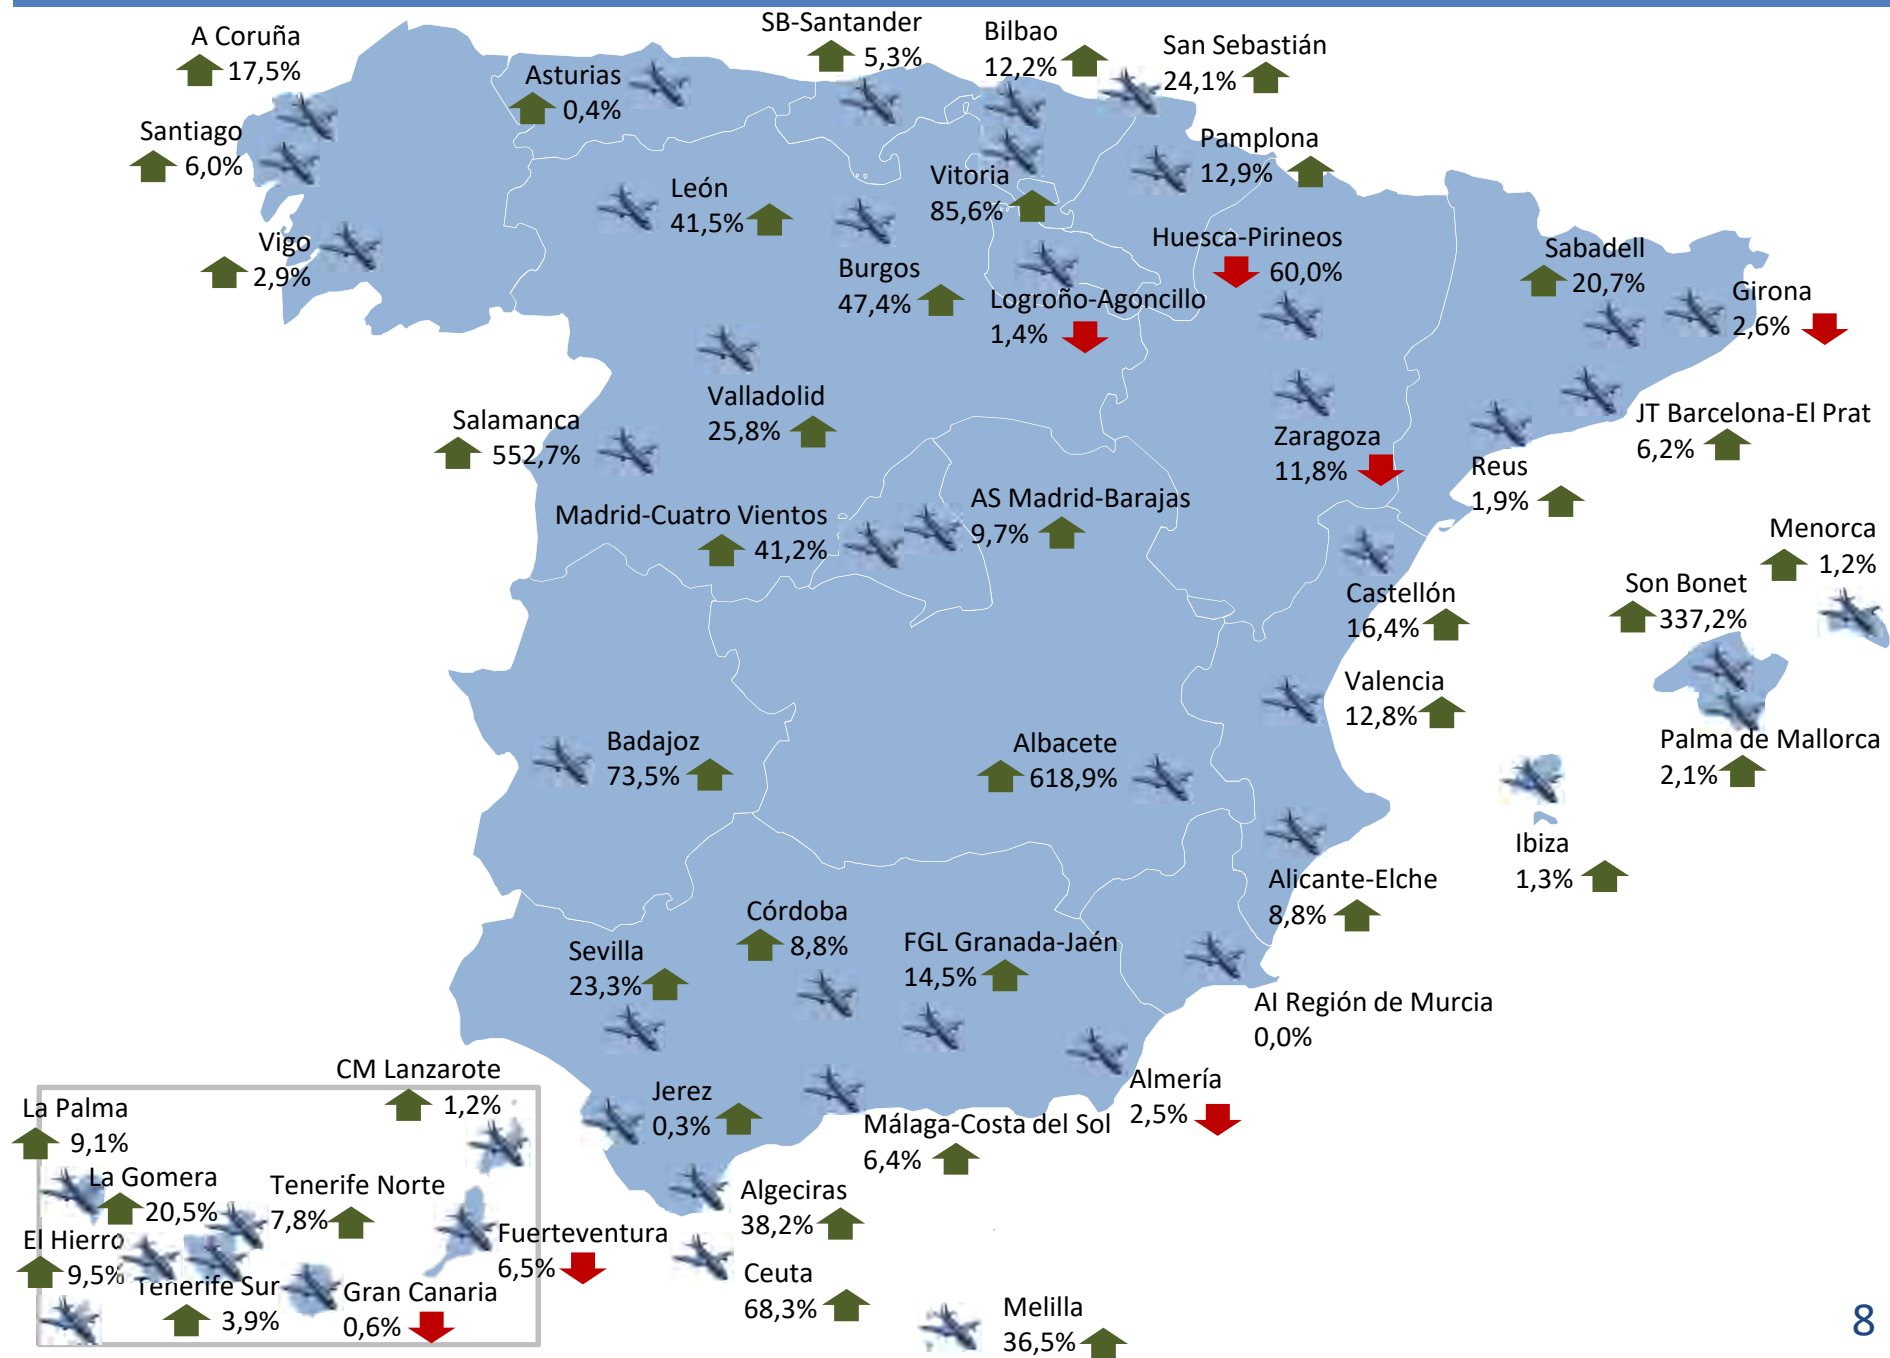 A Coruña
17,5%
SB-Santander
5,3%
Bilbao
12,2%
San Sebastián
24,1%
Asturias
0,4%
Santiago
6,0%
Pamplona
12,9%
León
41,5%
Vitoria
85,6%
Vigo
2,9%
Huesca-Pirineos
60,0%
Sabadell
20,7%
Burgos
47,4%
Logroño-Agoncillo
1,4%
Girona
2,6%
Valladolid
25,8%
Salamanca
552,7%
JT Barcelona-El Prat
6,2%
Zaragoza
11,8%
Reus
1,9%
Madrid-Cuatro Vientos
41,2%
AS Madrid-Barajas
9,7%
Menorca
1,2%
Son Bonet
337,2%
Castellón
16,4%
Valencia
12,8%
Palma de Mallorca
2,1%
Badajoz
73,5%
Albacete
618,9%
Ibiza
1,3%
Alicante-Elche
8,8%
Córdoba
8,8%
Sevilla
23,3%
FGL Granada-Jaén
14,5%
AI Región de Murcia
0,0%
CM Lanzarote
1,2%
Jerez
0,3%
Almería
2,5%
La Palma
9,1%
Málaga-Costa del Sol
6,4%
La Gomera
20,5%
Tenerife Norte
7,8%
Algeciras
38,2%
El Hierro
9,5%
Fuerteventura
6,5%
Tenerife Sur
3,9%
Gran Canaria
0,6%
Ceuta
68,3%
Melilla
36,5%
8